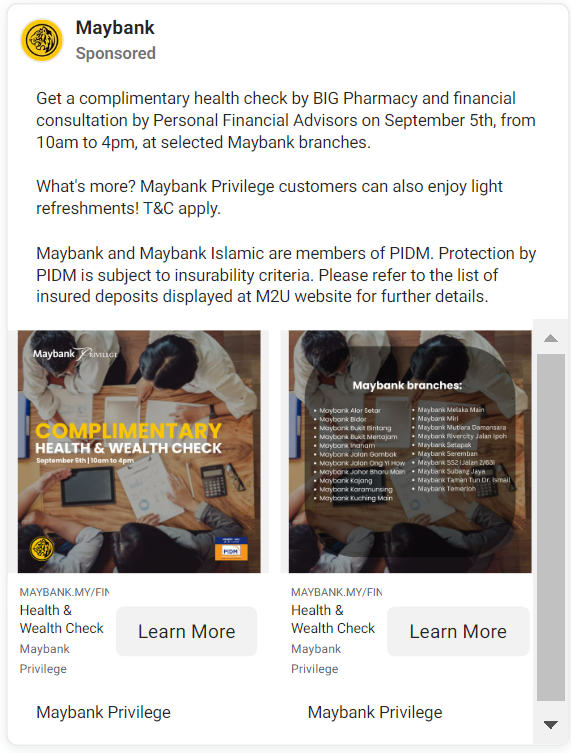 Maybank
Sponsored
Get a complimentary health check by BIG Pharmacy and financial
consultation by Personal Financial Advisors on September 5th, from
10am to 4pm, at selected Maybank branches.
What's more? Maybank Privilege customers can also enjoy light
refreshments! T&C apply.
Maybank and Maybank Islamic are members of PIDM. Protection by
PIDM is subject to insurability criteria. Please refer to the list of
insured deposits displayed at M2U website for further details.
Maybank PRIVILEGE
COMPLIMENTARY
HEALTH & WEALTH CHECK
September 5th | 10am to 4pm
PIDM
Maybank branches:
• Maybank Alor Setar
• Maybank Bidor
• Maybank Bukit Bintang
• Maybank Bukit Mertajam
• Maybank Inanam
• Maybank Jalan Gombak
• Maybank Jalan Ong Yi How
• Maybank Johor Bharu Main
• Maybank Kajang
• Maybank Karamunsing
• Maybank Kuching Main
• Maybank Melaka Main
• Maybank Miri
• Maybank Mutiara Damansara
• Maybank Rivercity Jalan Ipoh
• Maybank Setapak
• Maybank Seremban
• Maybank SS2 (Jalan 2/63)
• Maybank Subang Jaya
• Maybank Taman Tun Dr. Ismail
• Maybank Temerloh
MAYBANK.MY/FIN
Health &
Wealth Check
Maybank
Privilege
Learn More
MAYBANK.MY/FIN
Health &
Wealth Check
Maybank
Privilege
Learn More
Maybank Privilege
Maybank Privilege